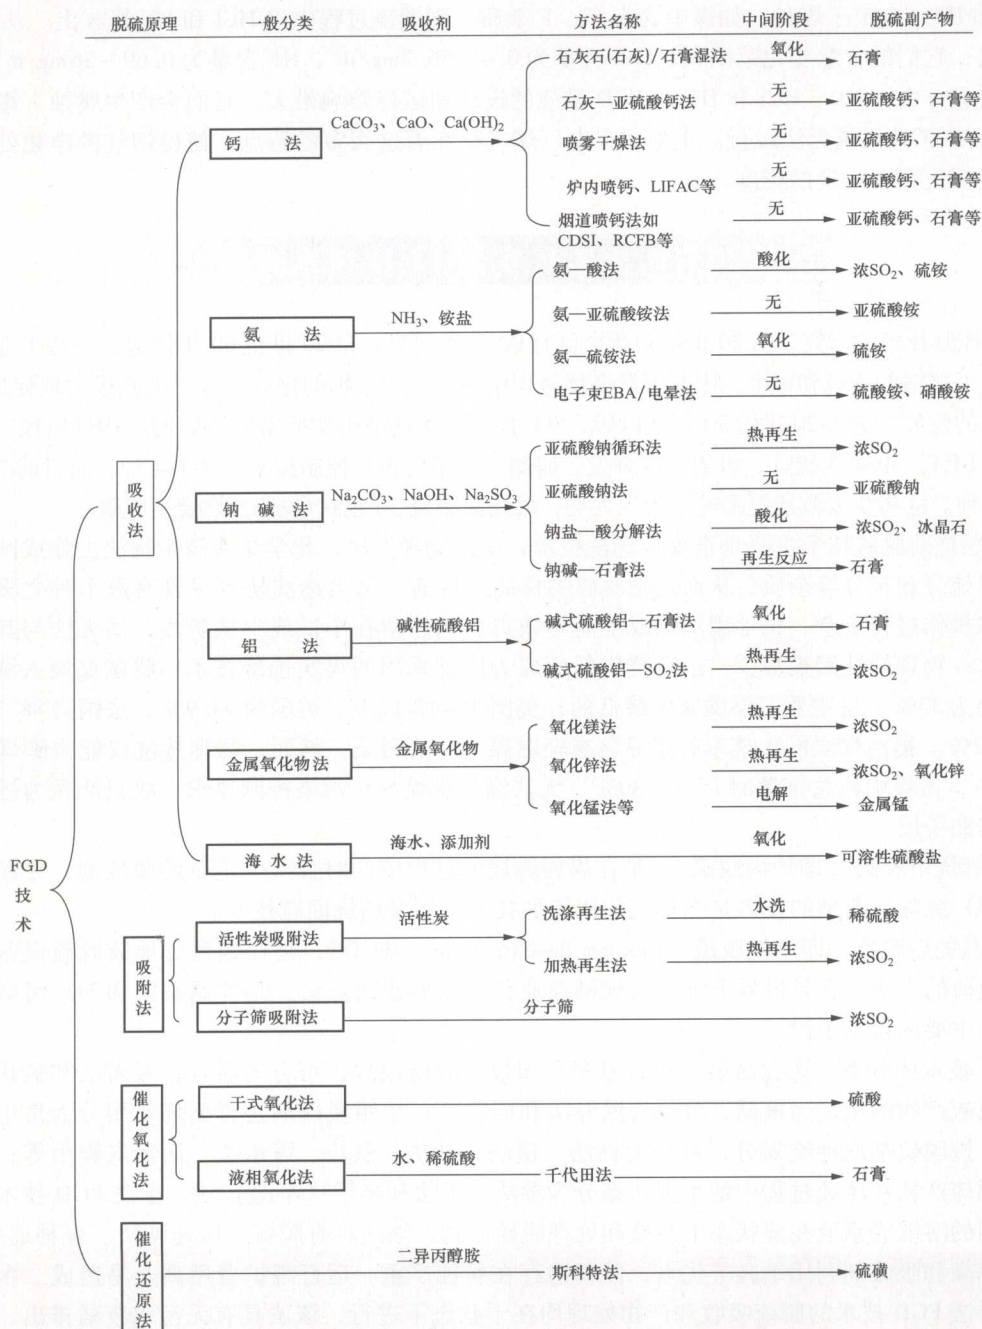 脱硫原理 一般分类 吸收剂 方法名称 中间阶段 脱硫副产物
石灰石(石灰)/石膏湿法 氧化 石膏
石灰—亚硫酸钙法 无 亚硫酸钙、石膏等
钙 法 CaCO₃、CaO、Ca(OH)₂ 喷雾干燥法 无 亚硫酸钙、石膏等
炉内喷钙、LIFAC等 无 亚硫酸钙、石膏等
烟道喷钙法如 无 亚硫酸钙、石膏等
CDSI、RCFB等
氨—酸法 酸化 浓SO₂、硫铵
氨 法 NH₃、铵盐 氨—亚硫酸铵法 无 亚硫酸铵
氨—硫铵法 氧化 硫铵
电子束EBA/电晕法 无 硫酸铵、硝酸铵
亚硫酸钠循环法 热再生 浓SO₂
吸收法 钠 碱 法 Na₂CO₃、NaOH、Na₂SO₃ 亚硫酸钠法 无 亚硫酸钠
钠盐—酸分解法 酸化 浓SO₂、冰晶石
钠碱—石膏法 再生反应 石膏
铝 法 碱性硫酸铝 碱式硫酸铝—石膏法 氧化 石膏
碱式硫酸铝—SO₂法 热再生 浓SO₂
氧化镁法 热再生 浓SO₂
金属氧化物法 金属氧化物 氧化锌法 热再生 浓SO₂、氧化锌
氧化锰法等 电解 金属锰
海 水 法 海水、添加剂 氧化 可溶性硫酸盐
FGD
技
术
活性炭吸附法 活性炭 洗涤再生法 水洗 稀硫酸
吸附法 加热再生法 热再生 浓SO₂
分子筛吸附法 分子筛 浓SO₂
干式氧化法 硫酸
催化氧化法
液相氧化法 水、稀硫酸 千代田法 石膏
催化还原法 二异丙醇胺 斯科特法 硫磺